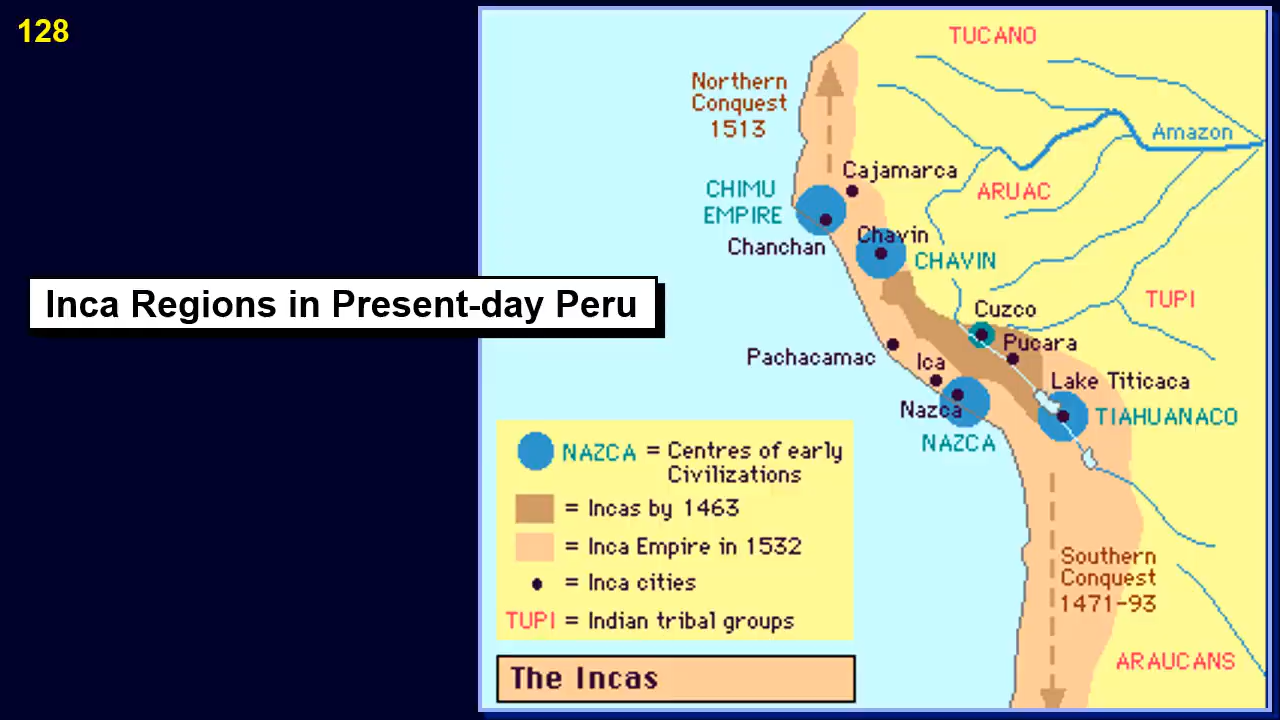 128
Inca Regions in Present-day Peru
TUCANO
Northern
Conquest
1513
Amazon
Cajamarca
CHIMU
EMPIRE
ARUAC
Chanchan
Chavin
CHAVIN
TUPI
Cuzco
Pucara
Pachacamac
Ica
Lake Titicaca
Nazca
TIAHUANACO
NAZCA
NAZCA = Centres of early
Civilizations
= Incas by 1463
= Inca Empire in 1532
= Inca cities
TUPI = Indian tribal groups
Southern
Conquest
1471-93
ARAUCANS
The Incas